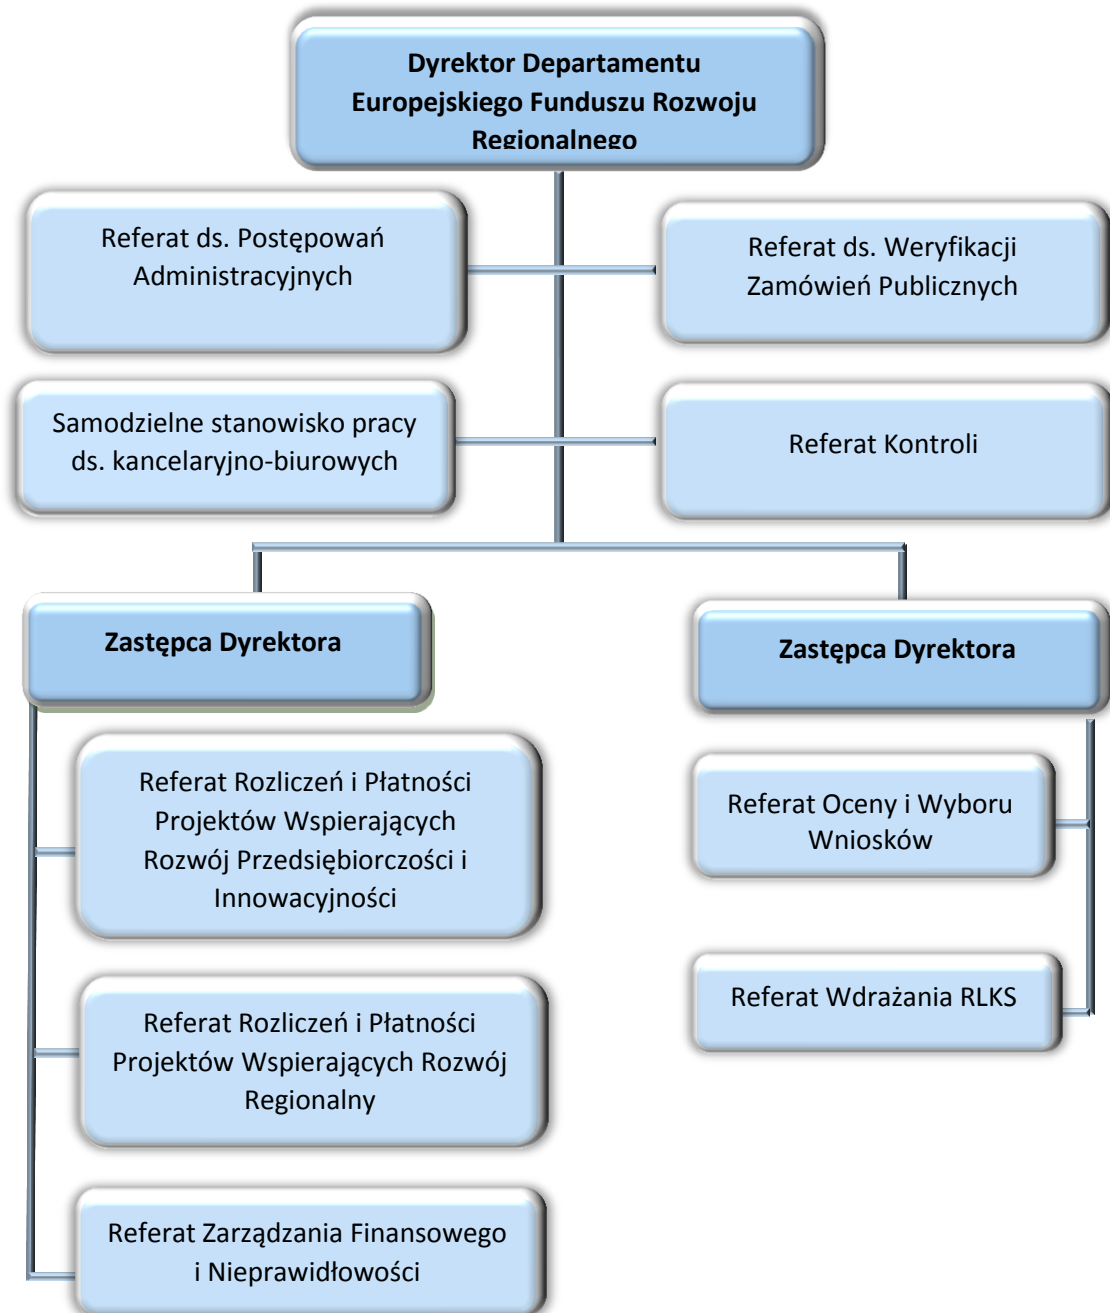 Dyrektor Departamentu
Europejskiego Funduszu Rozwoju
Regionalnego
Referat ds. Postępowań
Administracyjnych
Referat ds. Weryfikacji
Zamówień Publicznych
Samodzielne stanowisko pracy
ds. kancelaryjno-biurowych
Referat Kontroli
Zastępca Dyrektora
Zastępca Dyrektora
Referat Rozliczeń i Płatności
Projektów Wspierających
Rozwój Przedsiębiorczości i
Innowacyjności
Referat Oceny i Wyboru
Wniosków
Referat Wdrażania RLKS
Referat Rozliczeń i Płatności
Projektów Wspierających Rozwój
Regionalny
Referat Zarządzania Finansowego
i Nieprawidłowości